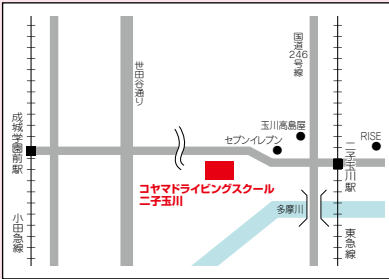 世田谷通り
国道246号線
玉川高島屋
セブンイレブン
RISE
成城学園前駅
二子玉川駅
コヤマドライビングスクール
二子玉川
多摩川
小田急線
東急線